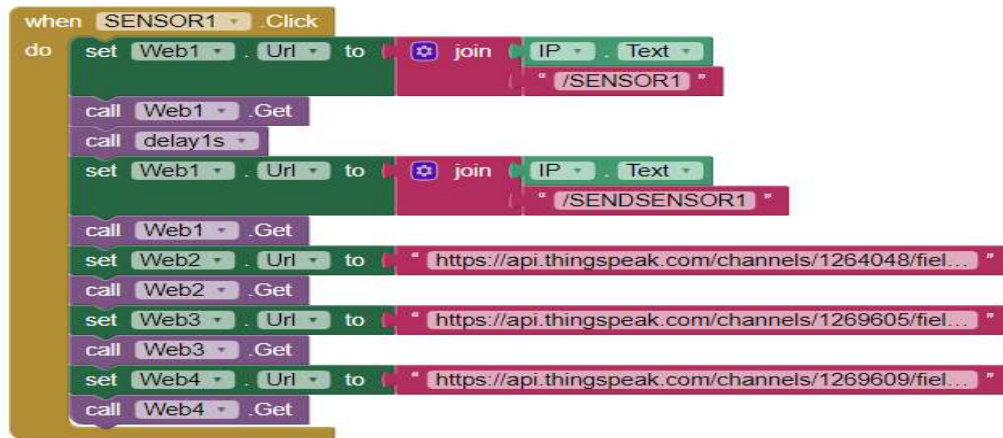 when SENSOR1 .Click
do set Web1 . Url to join IP . Text
" /SENSOR1 "
call Web1 .Get
call delay1s
set Web1 . Url to join IP . Text
" /SENDSENSOR1 "
call Web1 .Get
set Web2 . Url to " https://api.thingspeak.com/channels/1264048/fiel... "
call Web2 .Get
set Web3 . Url to " https://api.thingspeak.com/channels/1269605/fiel... "
call Web3 .Get
set Web4 . Url to " https://api.thingspeak.com/channels/1269609/fiel... "
call Web4 .Get